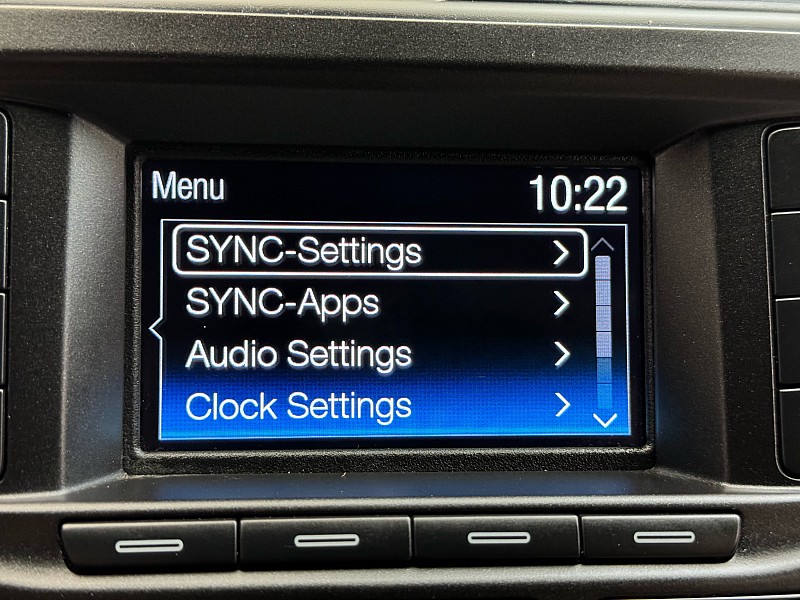 Menu 10:22
SYNC-Settings
SYNC-Apps
Audio Settings
Clock Settings